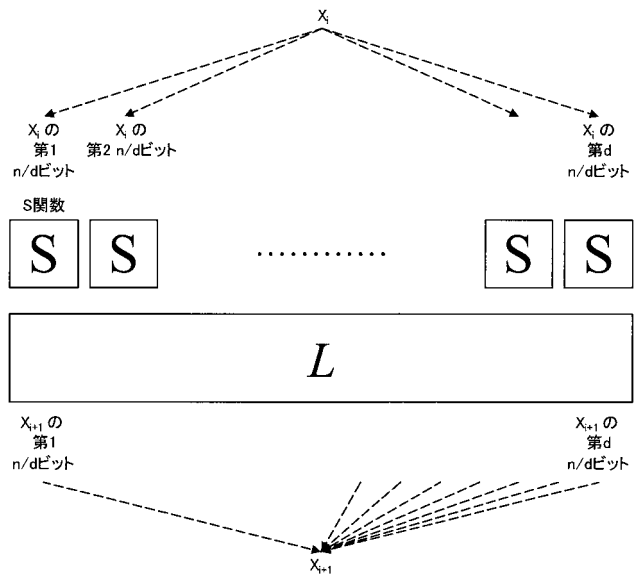 Xi
Xi の Xi の Xi の
第1 第2 n/dビット 第d
n/dビット n/dビット
S関数
S S ............. S S
L
Xi+1 の Xi+1 の
第1 第d
n/dビット n/dビット
Xi+1